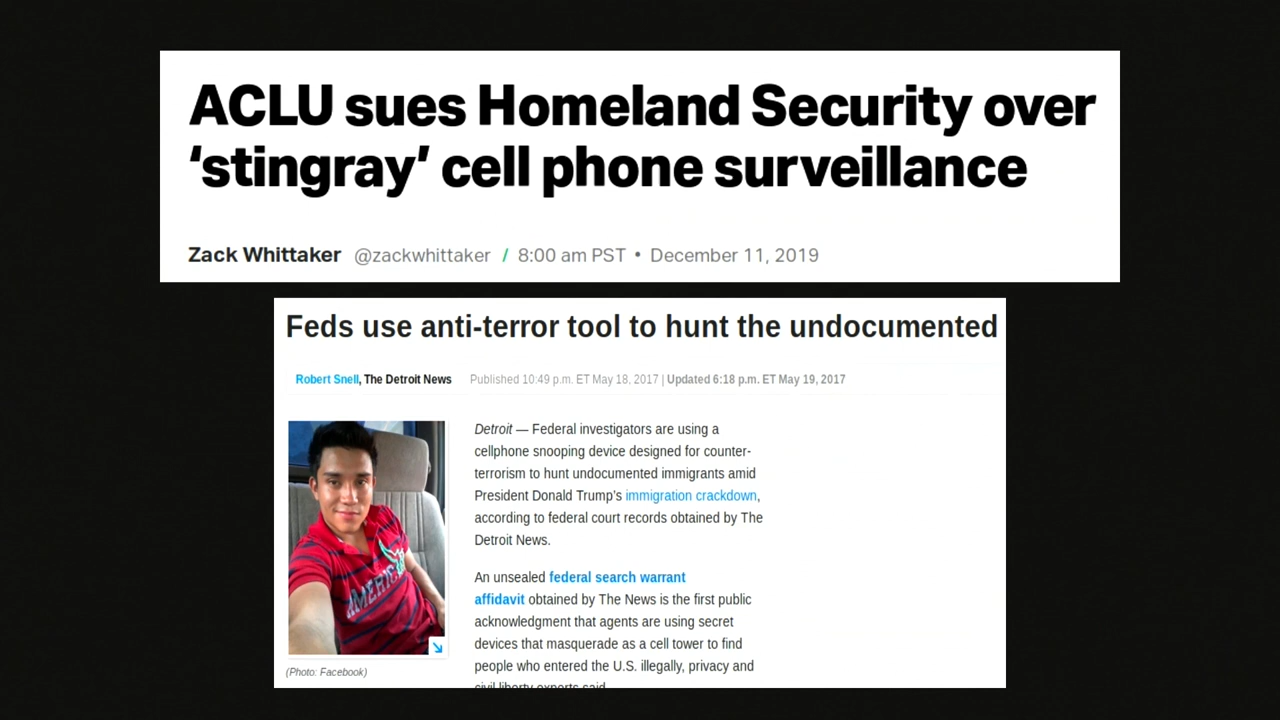 ACLU sues Homeland Security over
‘stingray’ cell phone surveillance
Zack Whittaker @zackwhittaker / 8:00 am PST • December 11, 2019
Feds use anti-terror tool to hunt the undocumented
Robert Snell, The Detroit News Published 10:49 p.m. ET May 18, 2017 | Updated 6:18 p.m. ET May 19, 2017
AMERIC
(Photo: Facebook)
Detroit — Federal investigators are using a
cellphone snooping device designed for counter-
terrorism to hunt undocumented immigrants amid
President Donald Trump’s immigration crackdown,
according to federal court records obtained by The
Detroit News.
An unsealed federal search warrant
affidavit obtained by The News is the first public
acknowledgment that agents are using secret
devices that masquerade as a cell tower to find
people who entered the U.S. illegally, privacy and
civil liberty experts said.